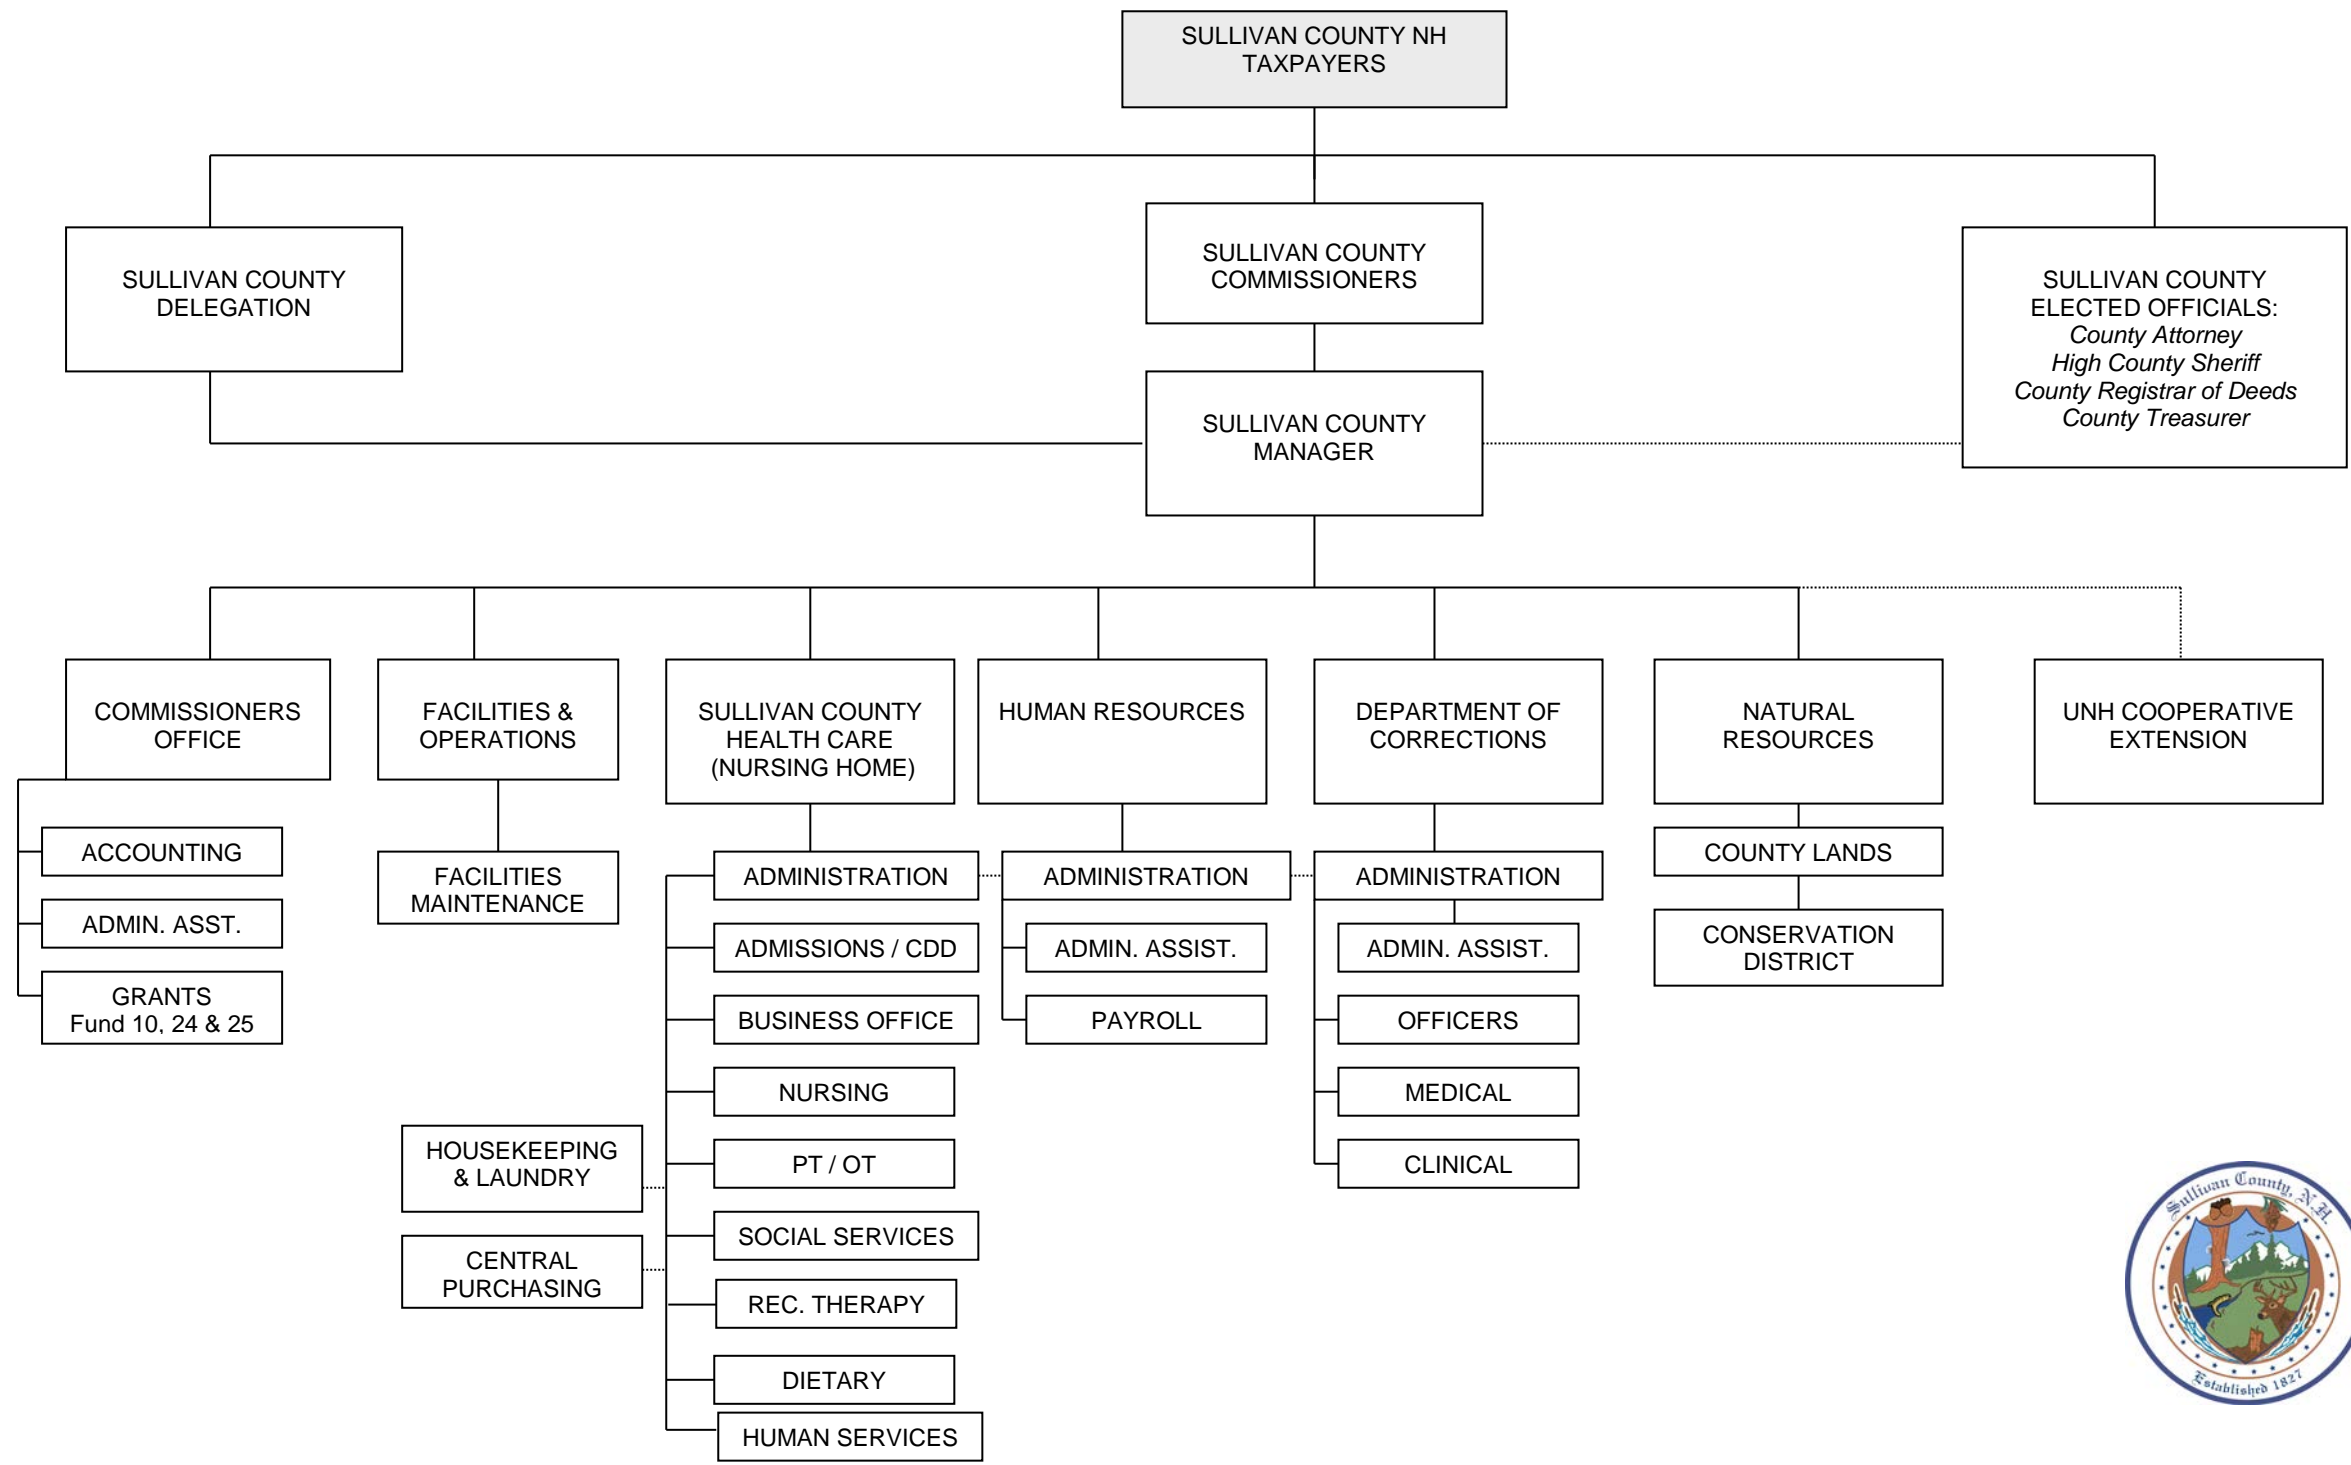 SULLIVAN COUNTY NH
TAXPAYERS
SULLIVAN COUNTY
DELEGATION
SULLIVAN COUNTY
COMMISSIONERS
SULLIVAN COUNTY
ELECTED OFFICIALS:
County Attorney
High County Sheriff
County Registrar of Deeds
County Treasurer
SULLIVAN COUNTY
MANAGER
COMMISSIONERS
OFFICE
FACILITIES &
OPERATIONS
SULLIVAN COUNTY
HEALTH CARE
(NURSING HOME)
HUMAN RESOURCES
DEPARTMENT OF
CORRECTIONS
NATURAL
RESOURCES
UNH COOPERATIVE
EXTENSION
ACCOUNTING
ADMIN. ASST.
GRANTS
Fund 10, 24 & 25
FACILITIES
MAINTENANCE
ADMINISTRATION
ADMISSIONS / CDD
BUSINESS OFFICE
NURSING
PT / OT
SOCIAL SERVICES
REC. THERAPY
DIETARY
HUMAN SERVICES
HOUSEKEEPING
& LAUNDRY
CENTRAL
PURCHASING
ADMINISTRATION
ADMIN. ASSIST.
PAYROLL
ADMINISTRATION
ADMIN. ASSIST.
OFFICERS
MEDICAL
CLINICAL
COUNTY LANDS
CONSERVATION
DISTRICT
Sullivan County, N.H.
Established 1827